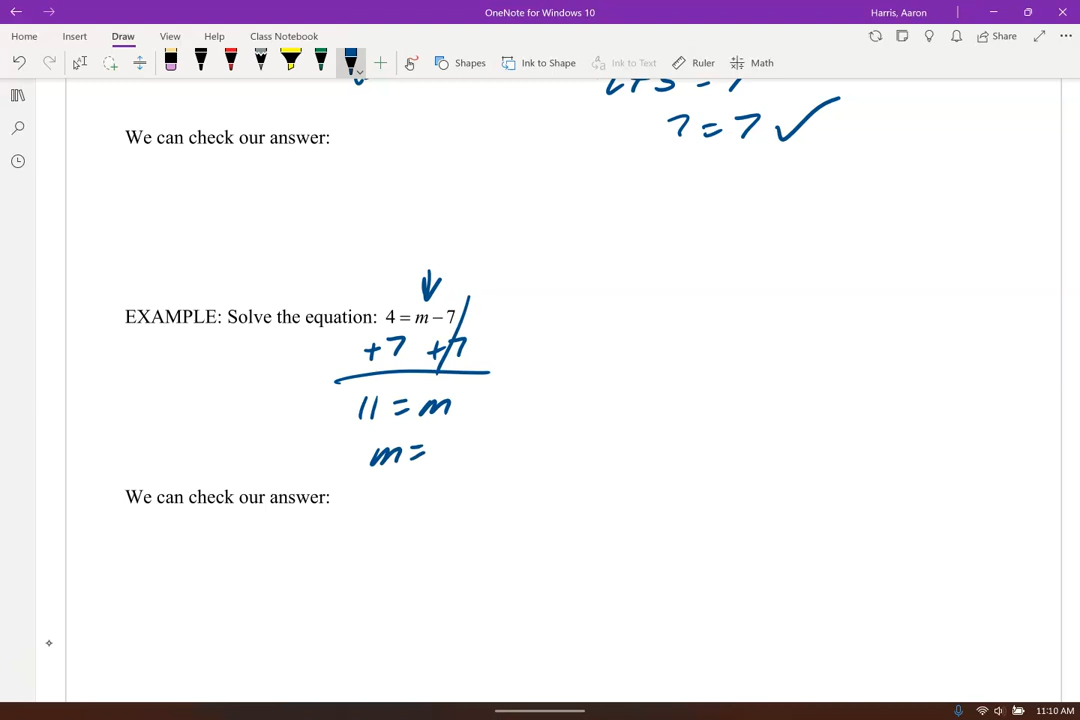 OneNote for Windows 10
Harris, Aaron
Home Insert Draw View Help Class Notebook Share
Shapes Ink to Shape Ink to Text Ruler Math
7 = 7 ✓
We can check our answer:
EXAMPLE: Solve the equation: 4 = m − 7
+7 +7
11 = m
m =
We can check our answer:
11:10 AM